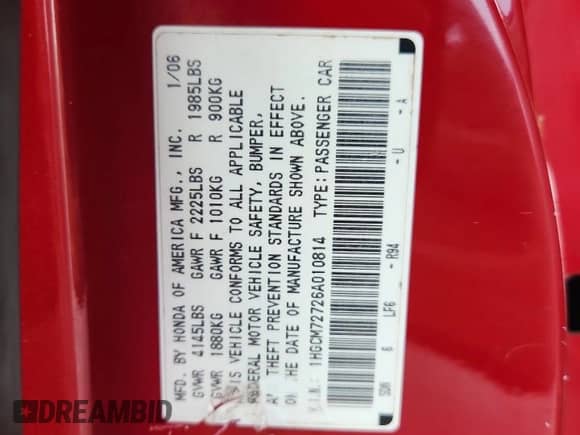 MFD. BY HONDA OF AMERICA MFG., INC. 1/06
GVWR 4145LBS GAWR F 2225LBS R 1985LBS
GVWR 1880KG GAWR F 1010KG R 900KG
THIS VEHICLE CONFORMS TO ALL APPLICABLE
FEDERAL MOTOR VEHICLE SAFETY, BUMPER,
AND THEFT PREVENTION STANDARDS IN EFFECT
ON THE DATE OF MANUFACTURE SHOWN ABOVE.
V.I.N.: 1HGCM72726A010814 TYPE: PASSENGER CAR
SDN 6 LF6 - R94 - U - A
DREAMBID